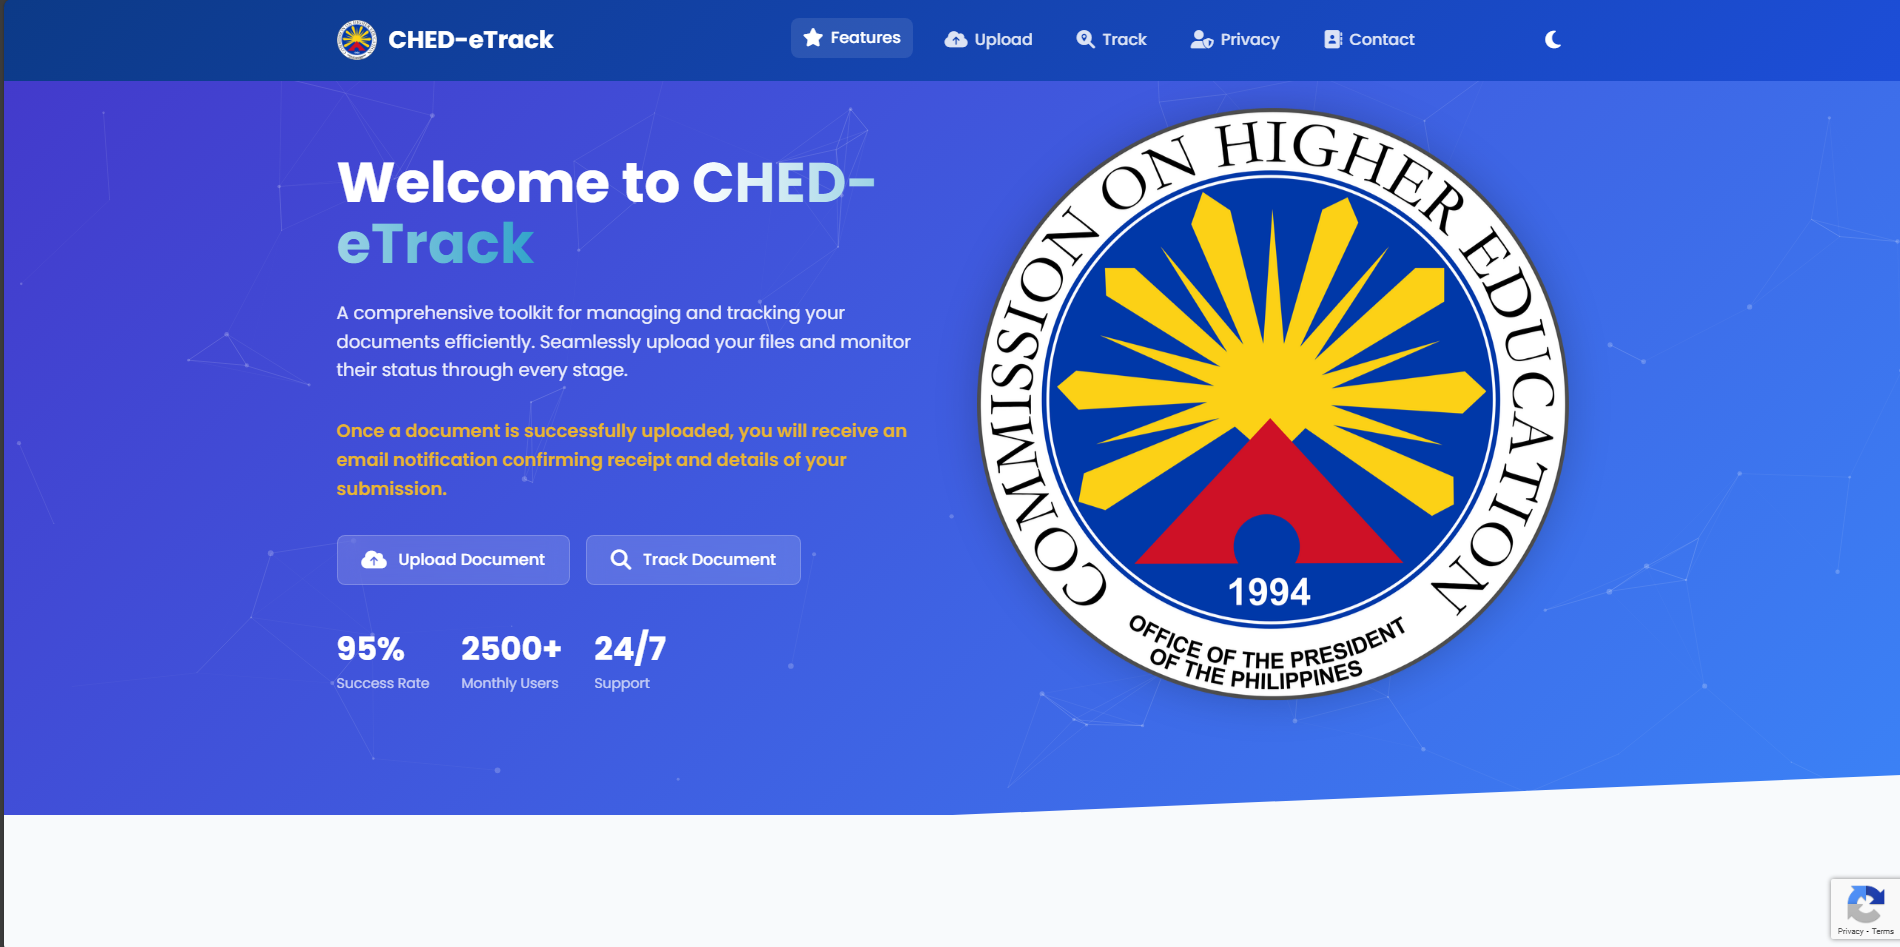 CHED-eTrack
Features
Upload
Track
Privacy
Contact
Welcome to CHED-
eTrack
A comprehensive toolkit for managing and tracking your
documents efficiently. Seamlessly upload your files and monitor
their status through every stage.
Once a document is successfully uploaded, you will receive an
email notification confirming receipt and details of your
submission.
Upload Document
Track Document
95%
Success Rate
2500+
Monthly Users
24/7
Support
COMMISSION ON HIGHER EDUCATION
1994
OFFICE OF THE PRESIDENT
OF THE PHILIPPINES
Privacy - Terms